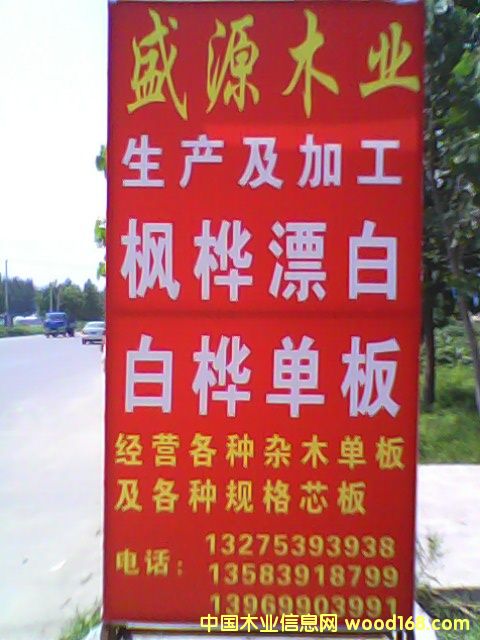 盛源木业
生产及加工
枫桦漂白
白桦单板
经营各种杂木单板
及各种规格芯板
电话：13275393938
13583918799
13969903991
中国木业信息网 wood168.com